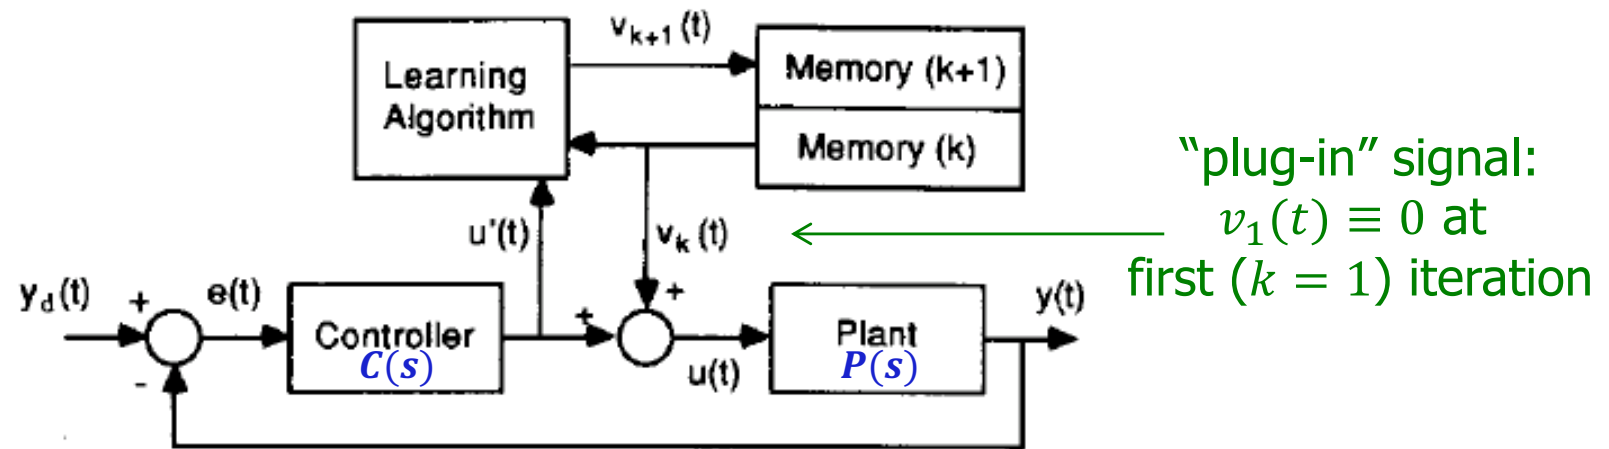 v_{k+1}(t)
Learning
Algorithm
Memory (k+1)
Memory (k)
"plug-in" signal:
v_1(t) ≡ 0 at
first (k = 1) iteration
u'(t)
v_k(t)
y_d(t)
+
e(t)
-
Controller
C(s)
+
+
u(t)
Plant
P(s)
y(t)